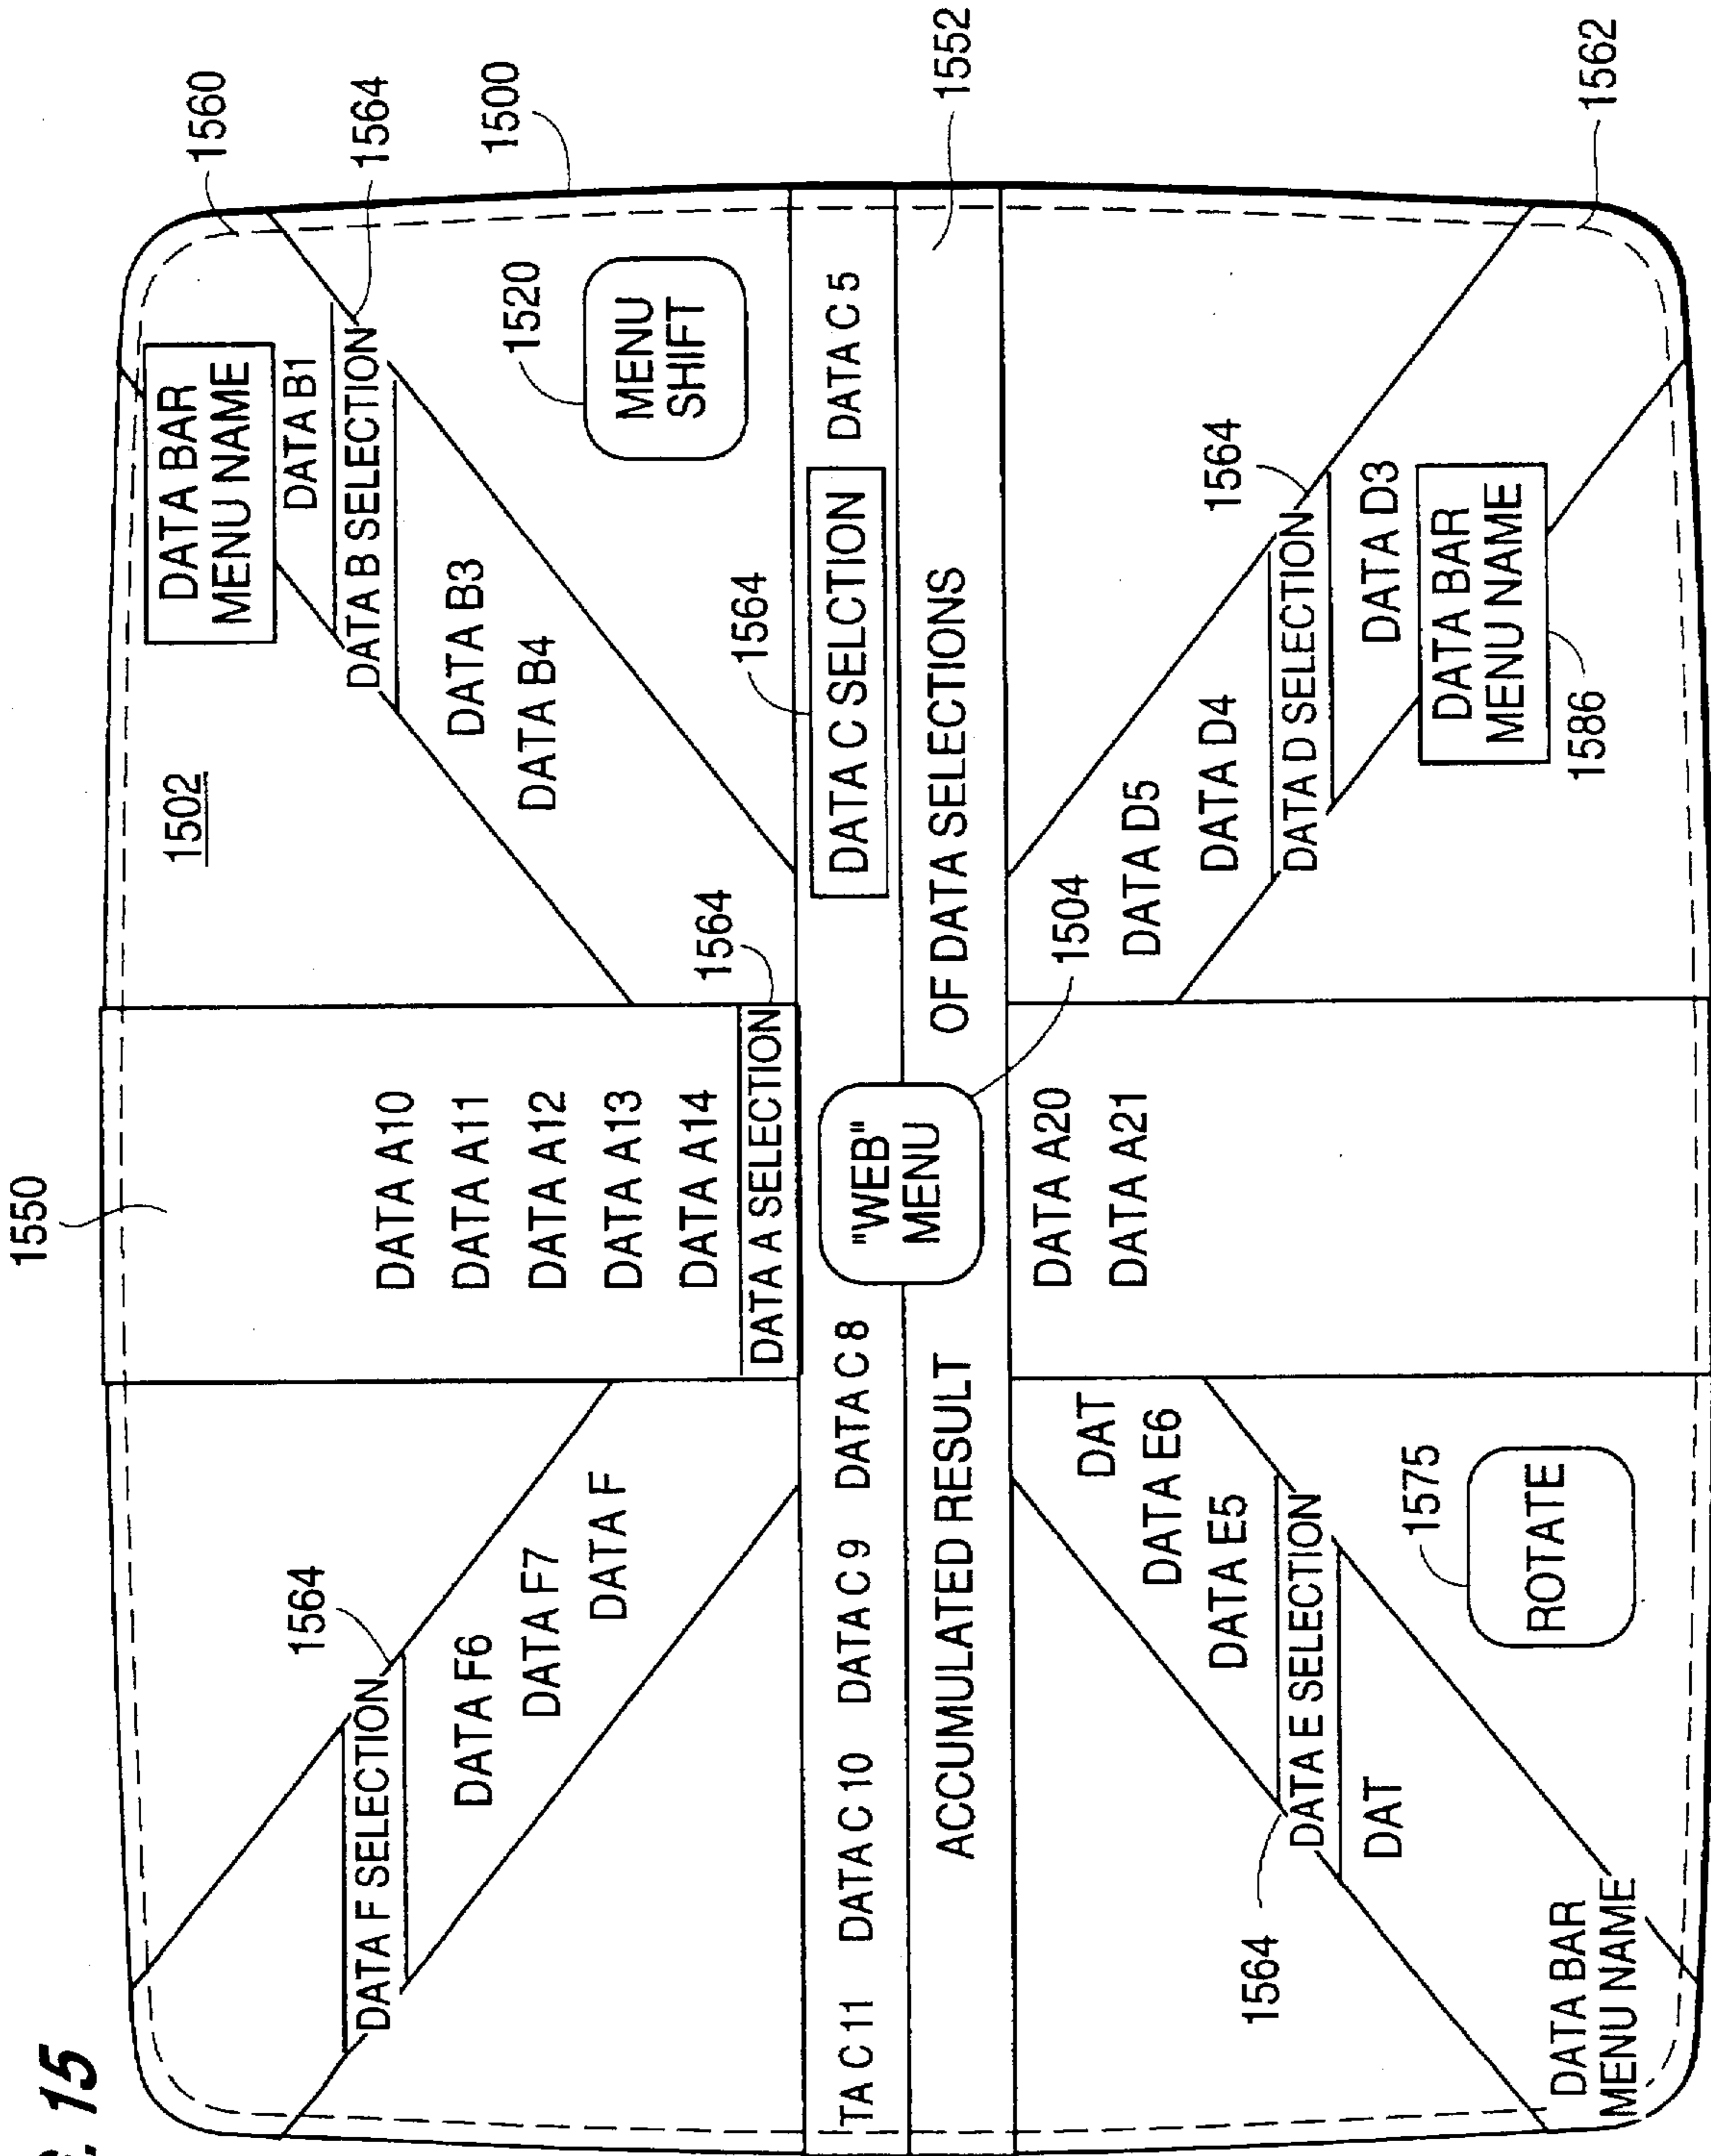 15
1550
1560
1564
1500
1552
1562
DATA BAR
MENU NAME
1502
DATA B1
DATA F SELECTION
1564
DATA B SELECTION
DATA A10
DATA F6
DATA B3
DATA A11
DATA F7
DATA B4
DATA A12
1520
DATA F
DATA A13
MENU
SHIFT
DATA A14
1564
1564
DATA A SELECTION
TA C 11 DATA C 10 DATA C 9 DATA C 8
DATA C SELCTION
DATA C 5
"WEB"
MENU
ACCUMULATED RESULT
OF DATA SELECTIONS
DATA A20
1504
DAT
DATA A21
DATA D5
DATA E6
DATA D4
1564
DATA E5
1564
DATA E SELECTION
DATA D SELECTION
DAT
DATA D3
1575
DATA BAR
MENU NAME
1586
ROTATE
DATA BAR
MENU NAME